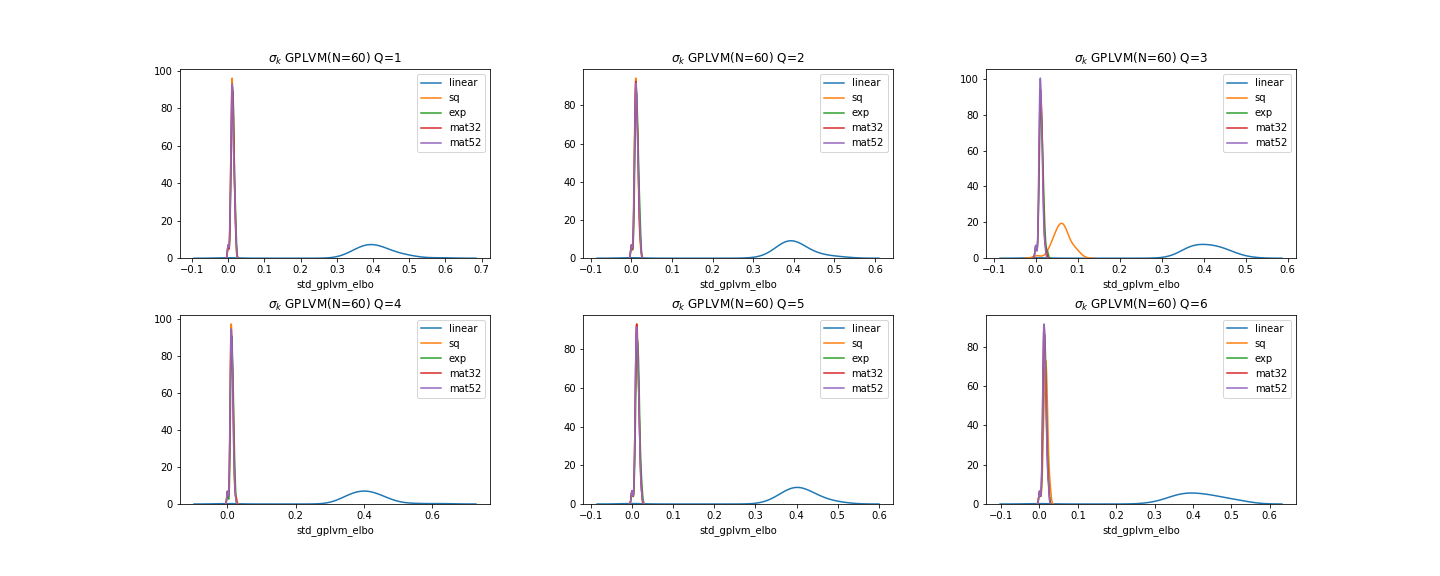 σk GPLVM(N=60) Q=1
100
80
60
40
20
0
linear
sq
exp
mat32
mat52
−0.1 0.0 0.1 0.2 0.3 0.4 0.5 0.6 0.7
std_gplvm_elbo
σk GPLVM(N=60) Q=2
80
60
40
20
0
linear
sq
exp
mat32
mat52
−0.1 0.0 0.1 0.2 0.3 0.4 0.5 0.6
std_gplvm_elbo
σk GPLVM(N=60) Q=3
100
80
60
40
20
0
linear
sq
exp
mat32
mat52
−0.1 0.0 0.1 0.2 0.3 0.4 0.5 0.6
std_gplvm_elbo
σk GPLVM(N=60) Q=4
100
80
60
40
20
0
linear
sq
exp
mat32
mat52
0.0 0.2 0.4 0.6
std_gplvm_elbo
σk GPLVM(N=60) Q=5
80
60
40
20
0
linear
sq
exp
mat32
mat52
−0.1 0.0 0.1 0.2 0.3 0.4 0.5 0.6
std_gplvm_elbo
σk GPLVM(N=60) Q=6
80
60
40
20
0
linear
sq
exp
mat32
mat52
−0.1 0.0 0.1 0.2 0.3 0.4 0.5 0.6
std_gplvm_elbo